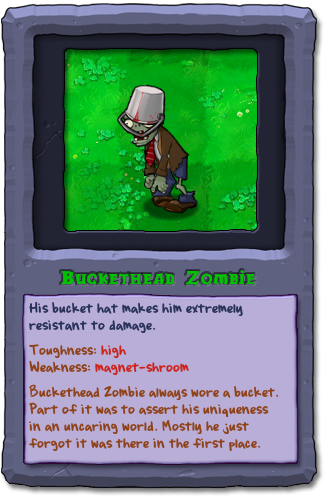 Buckethead Zombie
His bucket hat makes him extremely
resistant to damage.
Toughness: high
Weakness: magnet-shroom
Buckethead Zombie always wore a bucket.
Part of it was to assert his uniqueness
in an uncaring world. Mostly he just
forgot it was there in the first place.